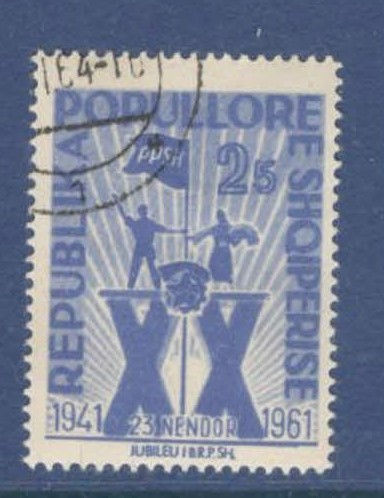 REPUBLIKA
POPULLORE
E SHQIPERISE
PPSH
25
XX
1941 23 NENDOR 1961
JUBILEU I B.R.P.SH.